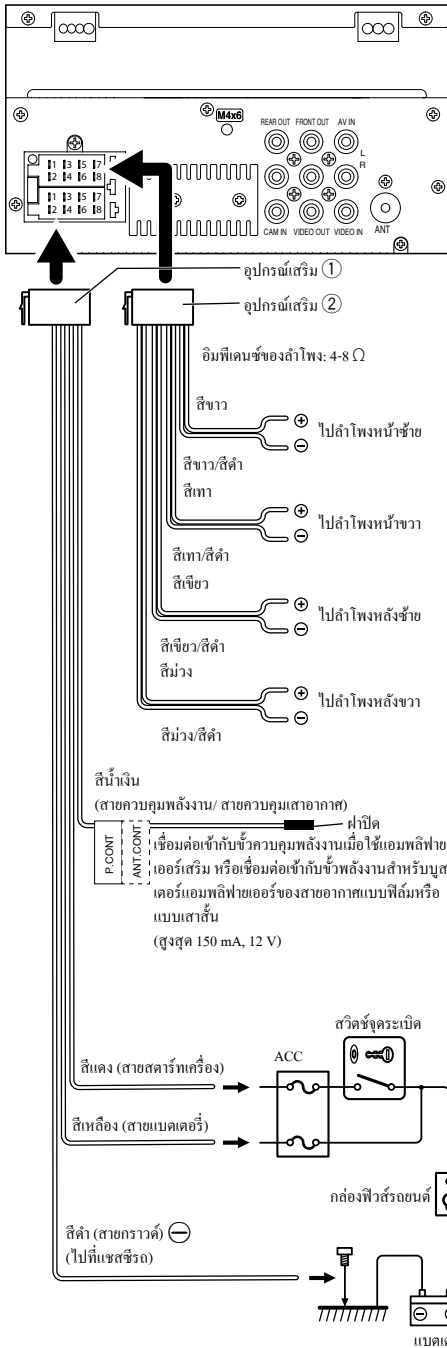 M4x6
REAR OUT FRONT OUT AV IN
L
R
1 3 5 7
2 4 6 8
1 3 5 7
2 4 6 8
CAM IN VIDEO OUT VIDEO IN
ANT
อุปกรณ์เสริม ①
อุปกรณ์เสริม ②
อิมพีเดนซ์ของลำโพง: 4-8 Ω
สีขาว
⊕
ไปลำโพงหน้าซ้าย
⊖
สีขาว/สีดำ
สีเทา
⊕
ไปลำโพงหน้าขวา
⊖
สีเทา/สีดำ
สีเขียว
⊕
ไปลำโพงหลังซ้าย
⊖
สีเขียว/สีดำ
สีม่วง
⊕
ไปลำโพงหลังขวา
⊖
สีม่วง/สีดำ
สีน้ำเงิน
(สายควบคุมพลังงาน/ สายควบคุมเสาอากาศ)
ฝาปิด
P.CONT
ANT.CONT
เชื่อมต่อเข้ากับขั้วควบคุมพลังงานเมื่อใช้แอมพลิฟาย
เออร์เสริม หรือเชื่อมต่อเข้ากับขั้วพลังงานสำหรับบูส
เตอร์แอมพลิฟายเออร์ของสายอากาศแบบฟิล์มหรือ
แบบเสาสั้น
(สูงสุด 150 mA, 12 V)
สวิตช์จุดระเบิด
ACC
สีแดง (สายสตาร์ทเครื่อง)
สีเหลือง (สายแบตเตอรี่)
กล่องฟิวส์รถยนต์
สีดำ (สายกราวด์) ⊖
(ไปที่แชสซีรถ)
⊖